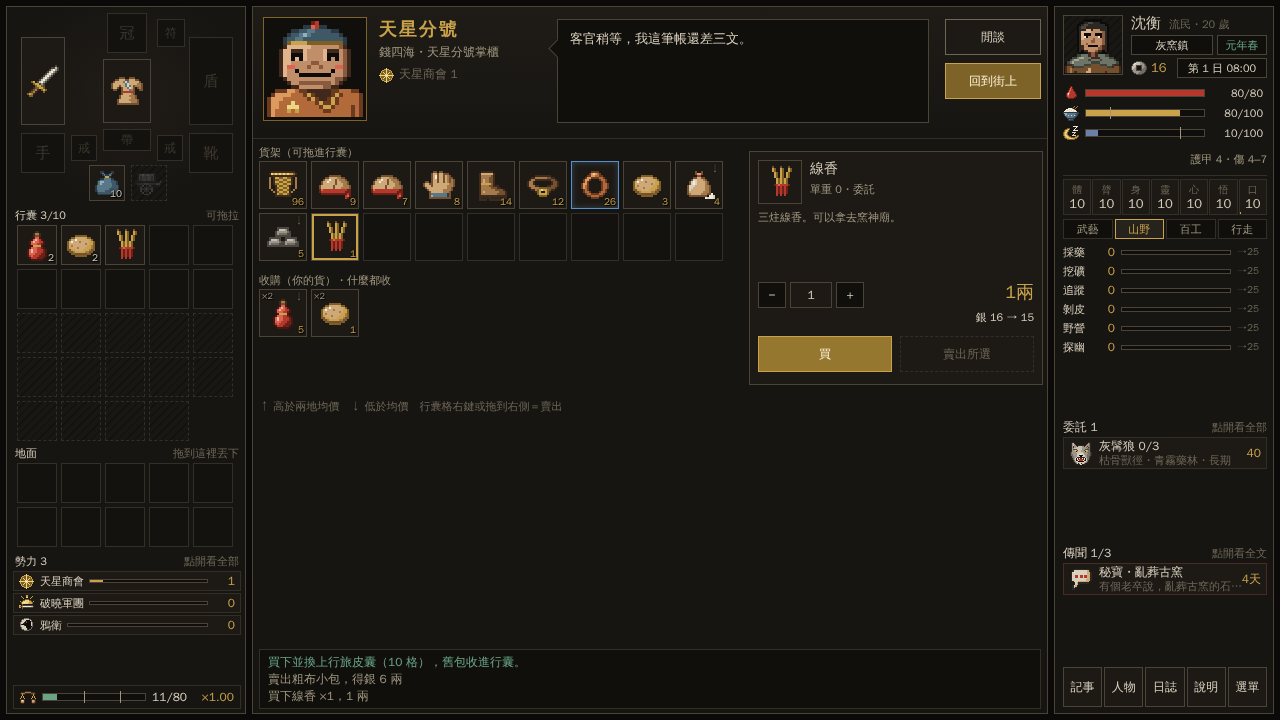 冠
符
盾
手
戒
帶
戒
靴
10
行囊 3/10
可拖拉
2
2
地面
拖到這裡丟下
勢力 3
點開看全部
天星商會
1
破曉軍團
0
鴉衛
0
11/80
×1.00
天星分號
錢四海・天星分號掌櫃
天星商會 1
客官稍等，我這筆帳還差三文。
閒談
回到街上
貨架（可拖進行囊）
96
9
7
8
14
12
26
3
↓
4
↓
5
1
收購（你的貨）・什麼都收
×2
↓
5
×2
1
↑ 高於兩地均價 ↓ 低於均價 行囊格右鍵或拖到右側＝賣出
線香
單重 0・委託
三炷線香。可以拿去窯神廟。
−
1
+
1兩
銀 16 → 15
買
賣出所選
買下並換上行旅皮囊（10 格），舊包收進行囊。
賣出粗布小包，得銀 6 兩
買下線香 ×1，1 兩
沈衡 流民・20 歲
灰窯鎮
元年春
16
第 1 日 08:00
80/80
80/100
10/100
護甲 4・傷 4–7
體
臂
身
靈
心
悟
口
10
10
10
10
10
10
10
武藝
山野
百工
行走
採藥 0 →25
挖礦 0 →25
追蹤 0 →25
剝皮 0 →25
野營 0 →25
探幽 0 →25
委託 1
點開看全部
灰髯狼 0/3
枯骨獸徑・青霧藥林・長期
40
傳聞 1/3
點開看全文
秘寶・亂葬古窯
有個老卒說，亂葬古窯的石…
4天
記事
人物
日誌
說明
選單